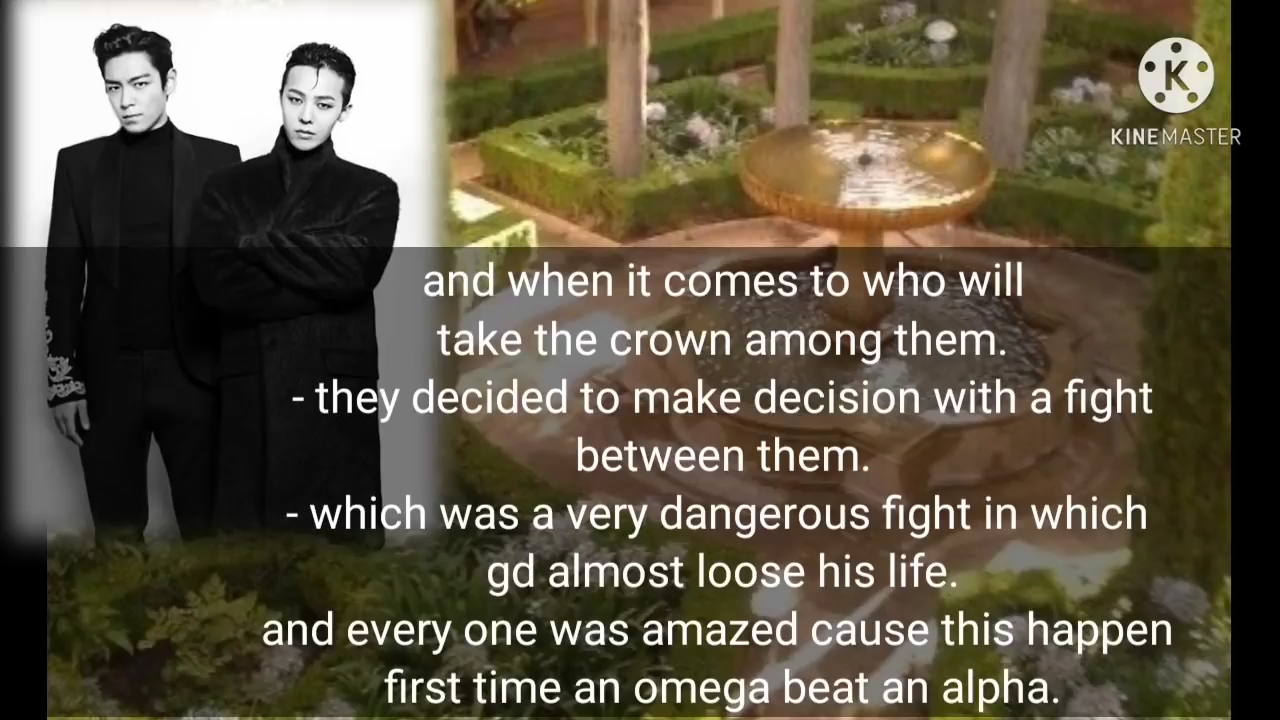 KINEMASTER
and when it comes to who will
take the crown among them.
- they decided to make decision with a fight
between them.
- which was a very dangerous fight in which
gd almost loose his life.
and every one was amazed cause this happen
first time an omega beat an alpha.